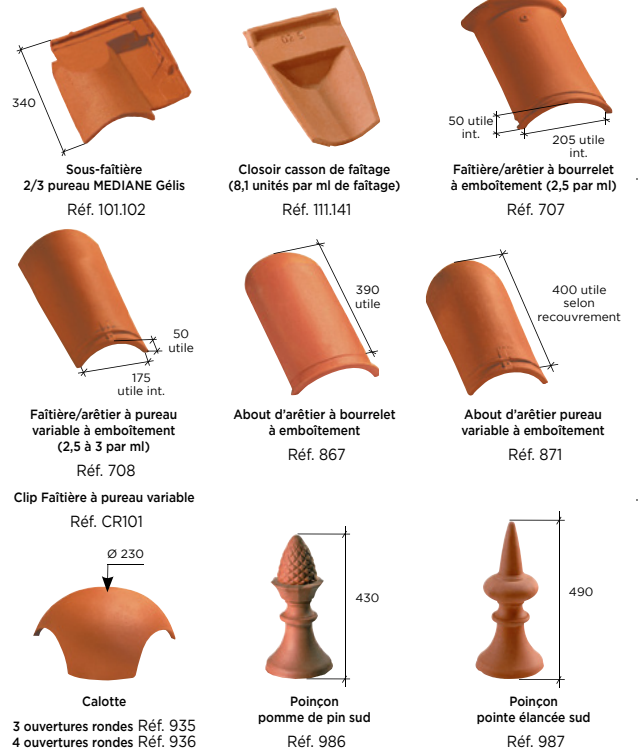 340
Sous-faîtière
2/3 pureau MEDIANE Gélis
Réf. 101.102
Closoir casson de faîtage
(8,1 unités par ml de faîtage)
Réf. 111.141
50 utile
int.
205 utile
int.
Faîtière/arêtier à bourrelet
à emboîtement (2,5 par ml)
Réf. 707
50
utile
175
utile int.
Faîtière/arêtier à pureau
variable à emboîtement
(2,5 à 3 par ml)
Réf. 708
Clip Faîtière à pureau variable
Réf. CR101
390
utile
About d'arêtier à bourrelet
à emboîtement
Réf. 867
400 utile
selon
recouvrement
About d'arêtier pureau
variable à emboîtement
Réf. 871
Ø 230
Calotte
3 ouvertures rondes Réf. 935
4 ouvertures rondes Réf. 936
430
Poinçon
pomme de pin sud
Réf. 986
490
Poinçon
pointe élancée sud
Réf. 987